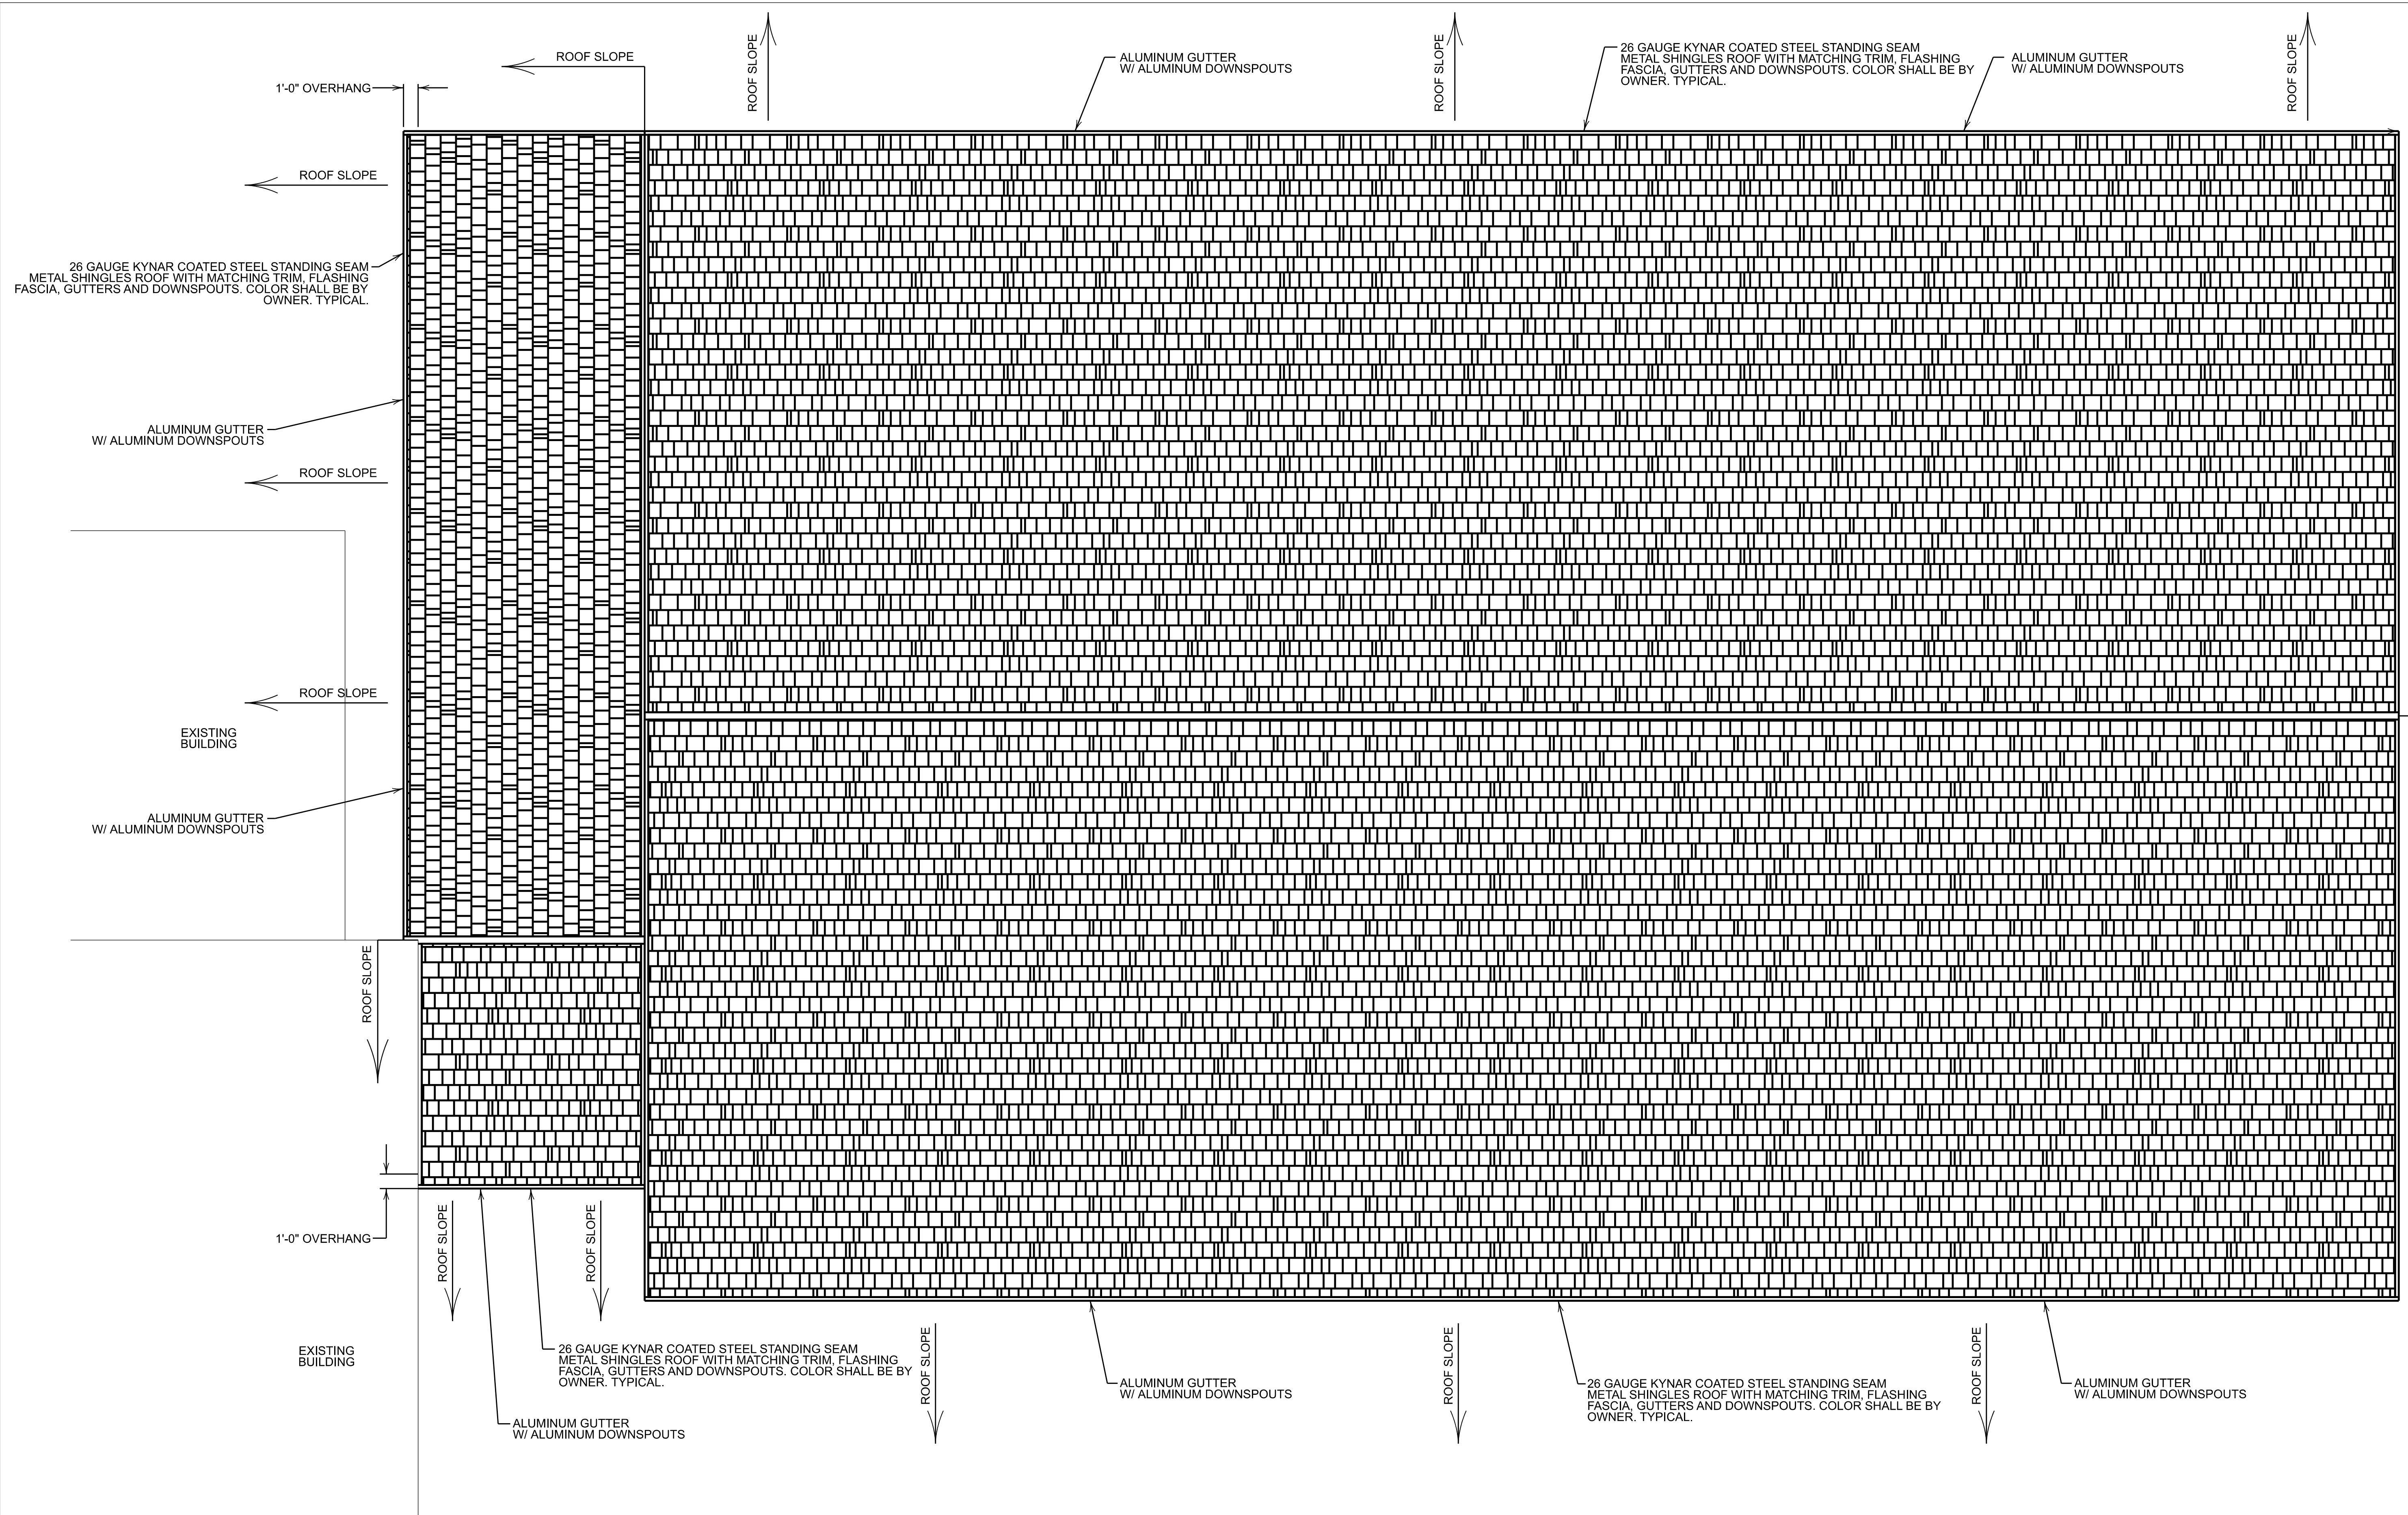 ROOF SLOPE
ROOF SLOPE
ROOF SLOPE
ROOF SLOPE
ALUMINUM GUTTER
W/ ALUMINUM DOWNSPOUTS
26 GAUGE KYNAR COATED STEEL STANDING SEAM
METAL SHINGLES ROOF WITH MATCHING TRIM, FLASHING
FASCIA, GUTTERS AND DOWNSPOUTS. COLOR SHALL BE BY
OWNER. TYPICAL.
ALUMINUM GUTTER
W/ ALUMINUM DOWNSPOUTS
1'-0" OVERHANG
ROOF SLOPE
26 GAUGE KYNAR COATED STEEL STANDING SEAM
METAL SHINGLES ROOF WITH MATCHING TRIM, FLASHING
FASCIA, GUTTERS AND DOWNSPOUTS. COLOR SHALL BE BY
OWNER. TYPICAL.
ALUMINUM GUTTER
W/ ALUMINUM DOWNSPOUTS
ROOF SLOPE
ROOF SLOPE
EXISTING
BUILDING
ALUMINUM GUTTER
W/ ALUMINUM DOWNSPOUTS
ROOF SLOPE
1'-0" OVERHANG
ROOF SLOPE
ROOF SLOPE
EXISTING
BUILDING
26 GAUGE KYNAR COATED STEEL STANDING SEAM
METAL SHINGLES ROOF WITH MATCHING TRIM, FLASHING
FASCIA, GUTTERS AND DOWNSPOUTS. COLOR SHALL BE BY
OWNER. TYPICAL.
ALUMINUM GUTTER
W/ ALUMINUM DOWNSPOUTS
ROOF SLOPE
ALUMINUM GUTTER
W/ ALUMINUM DOWNSPOUTS
ROOF SLOPE
26 GAUGE KYNAR COATED STEEL STANDING SEAM
METAL SHINGLES ROOF WITH MATCHING TRIM, FLASHING
FASCIA, GUTTERS AND DOWNSPOUTS. COLOR SHALL BE BY
OWNER. TYPICAL.
ROOF SLOPE
ALUMINUM GUTTER
W/ ALUMINUM DOWNSPOUTS